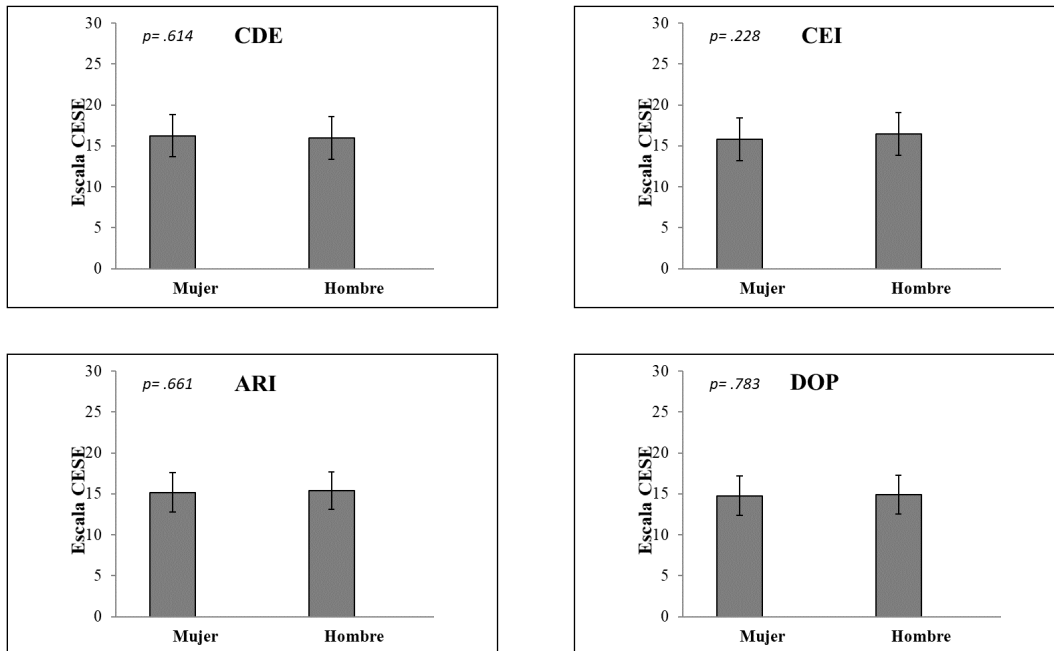 p= .614 CDE
Escala CESE
30
25
20
15
10
5
0
Mujer Hombre
p= .228 CEI
Escala CESE
30
25
20
15
10
5
0
Mujer Hombre
p= .661 ARI
Escala CESE
30
25
20
15
10
5
0
Mujer Hombre
p= .783 DOP
Escala CESE
30
25
20
15
10
5
0
Mujer Hombre